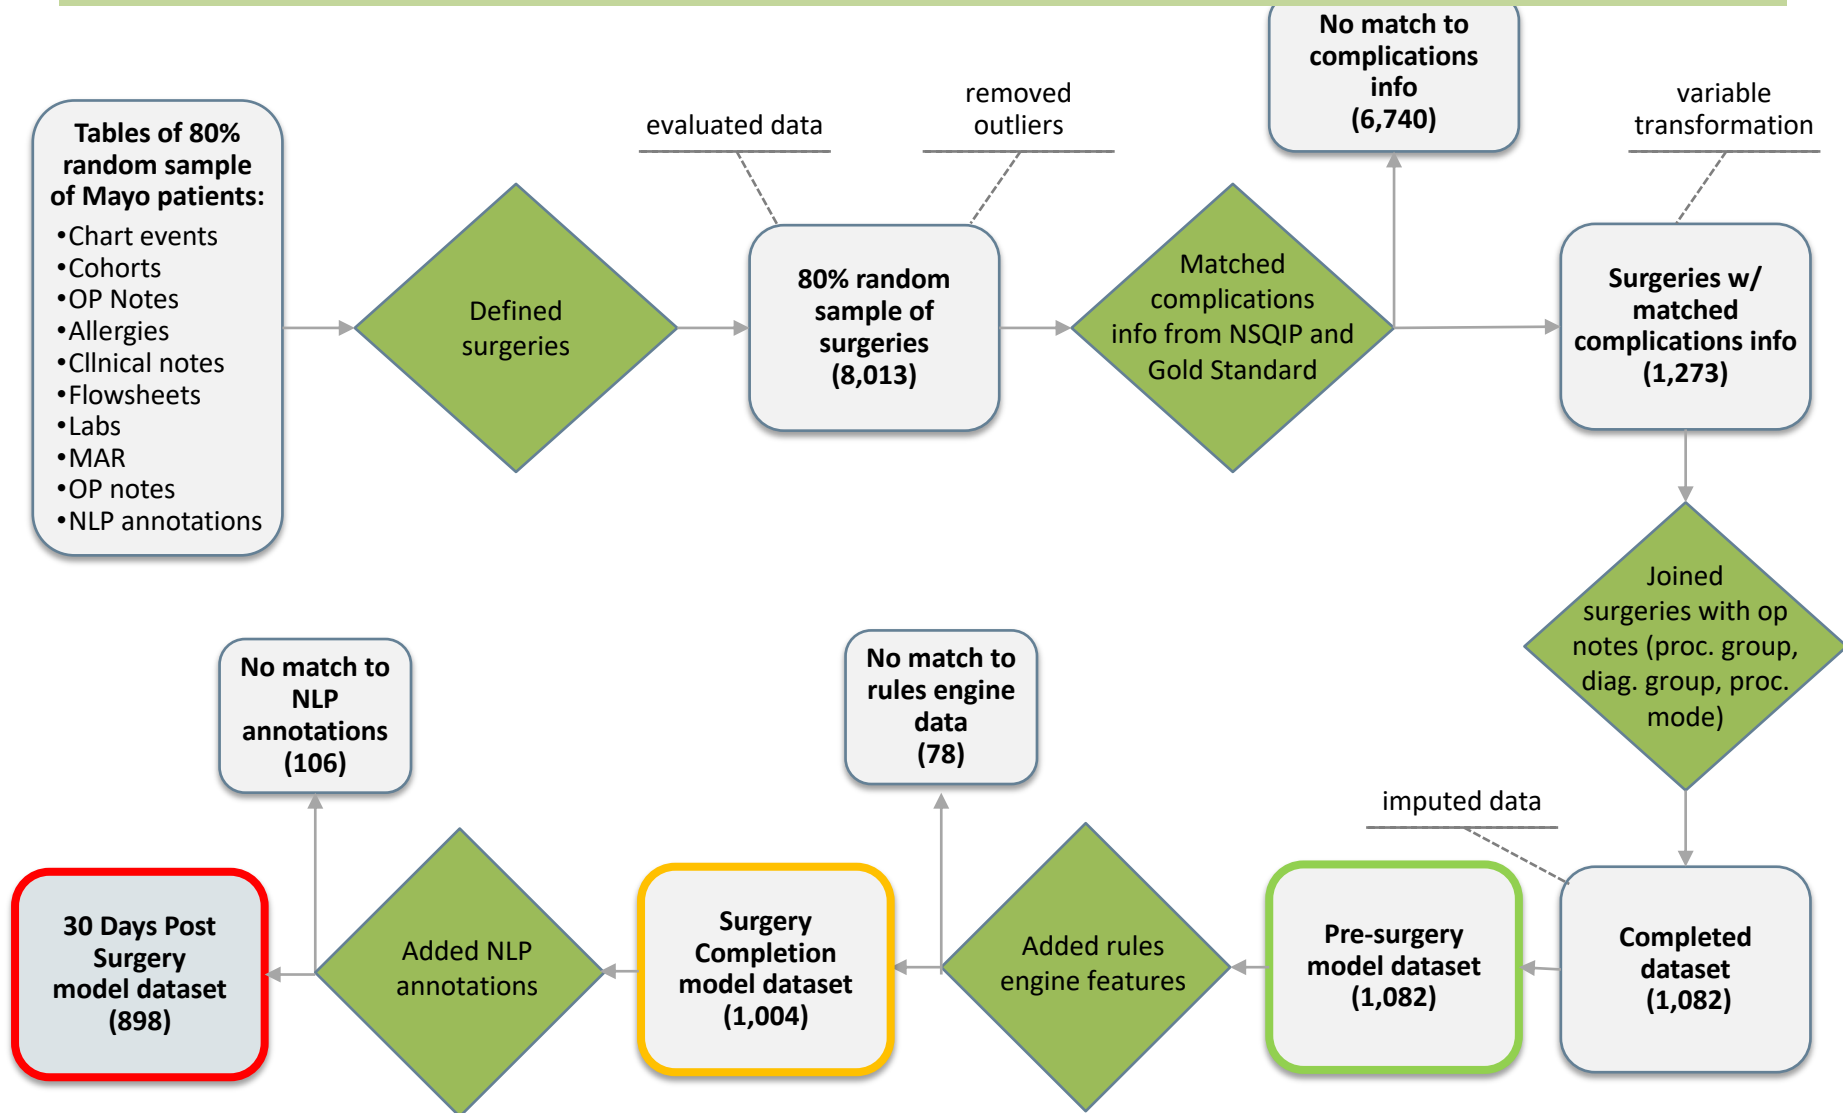 Tables of 80%
random sample
of Mayo patients:
•Chart events
•Cohorts
•OP Notes
•Allergies
•Cllnical notes
•Flowsheets
•Labs
•MAR
•OP notes
•NLP annotations
Defined
surgeries
evaluated data
removed
outliers
80% random
sample of
surgeries
(8,013)
Matched
complications
info from NSQIP and
Gold Standard
No match to
complications
info
(6,740)
variable
transformation
Surgeries w/
matched
complications info
(1,273)
Joined
surgeries with op
notes (proc. group,
diag. group, proc.
mode)
imputed data
Completed
dataset
(1,082)
Pre-surgery
model dataset
(1,082)
Added rules
engine features
No match to
rules engine
data
(78)
Surgery
Completion
model dataset
(1,004)
Added NLP
annotations
No match to
NLP
annotations
(106)
30 Days Post
Surgery
model dataset
(898)